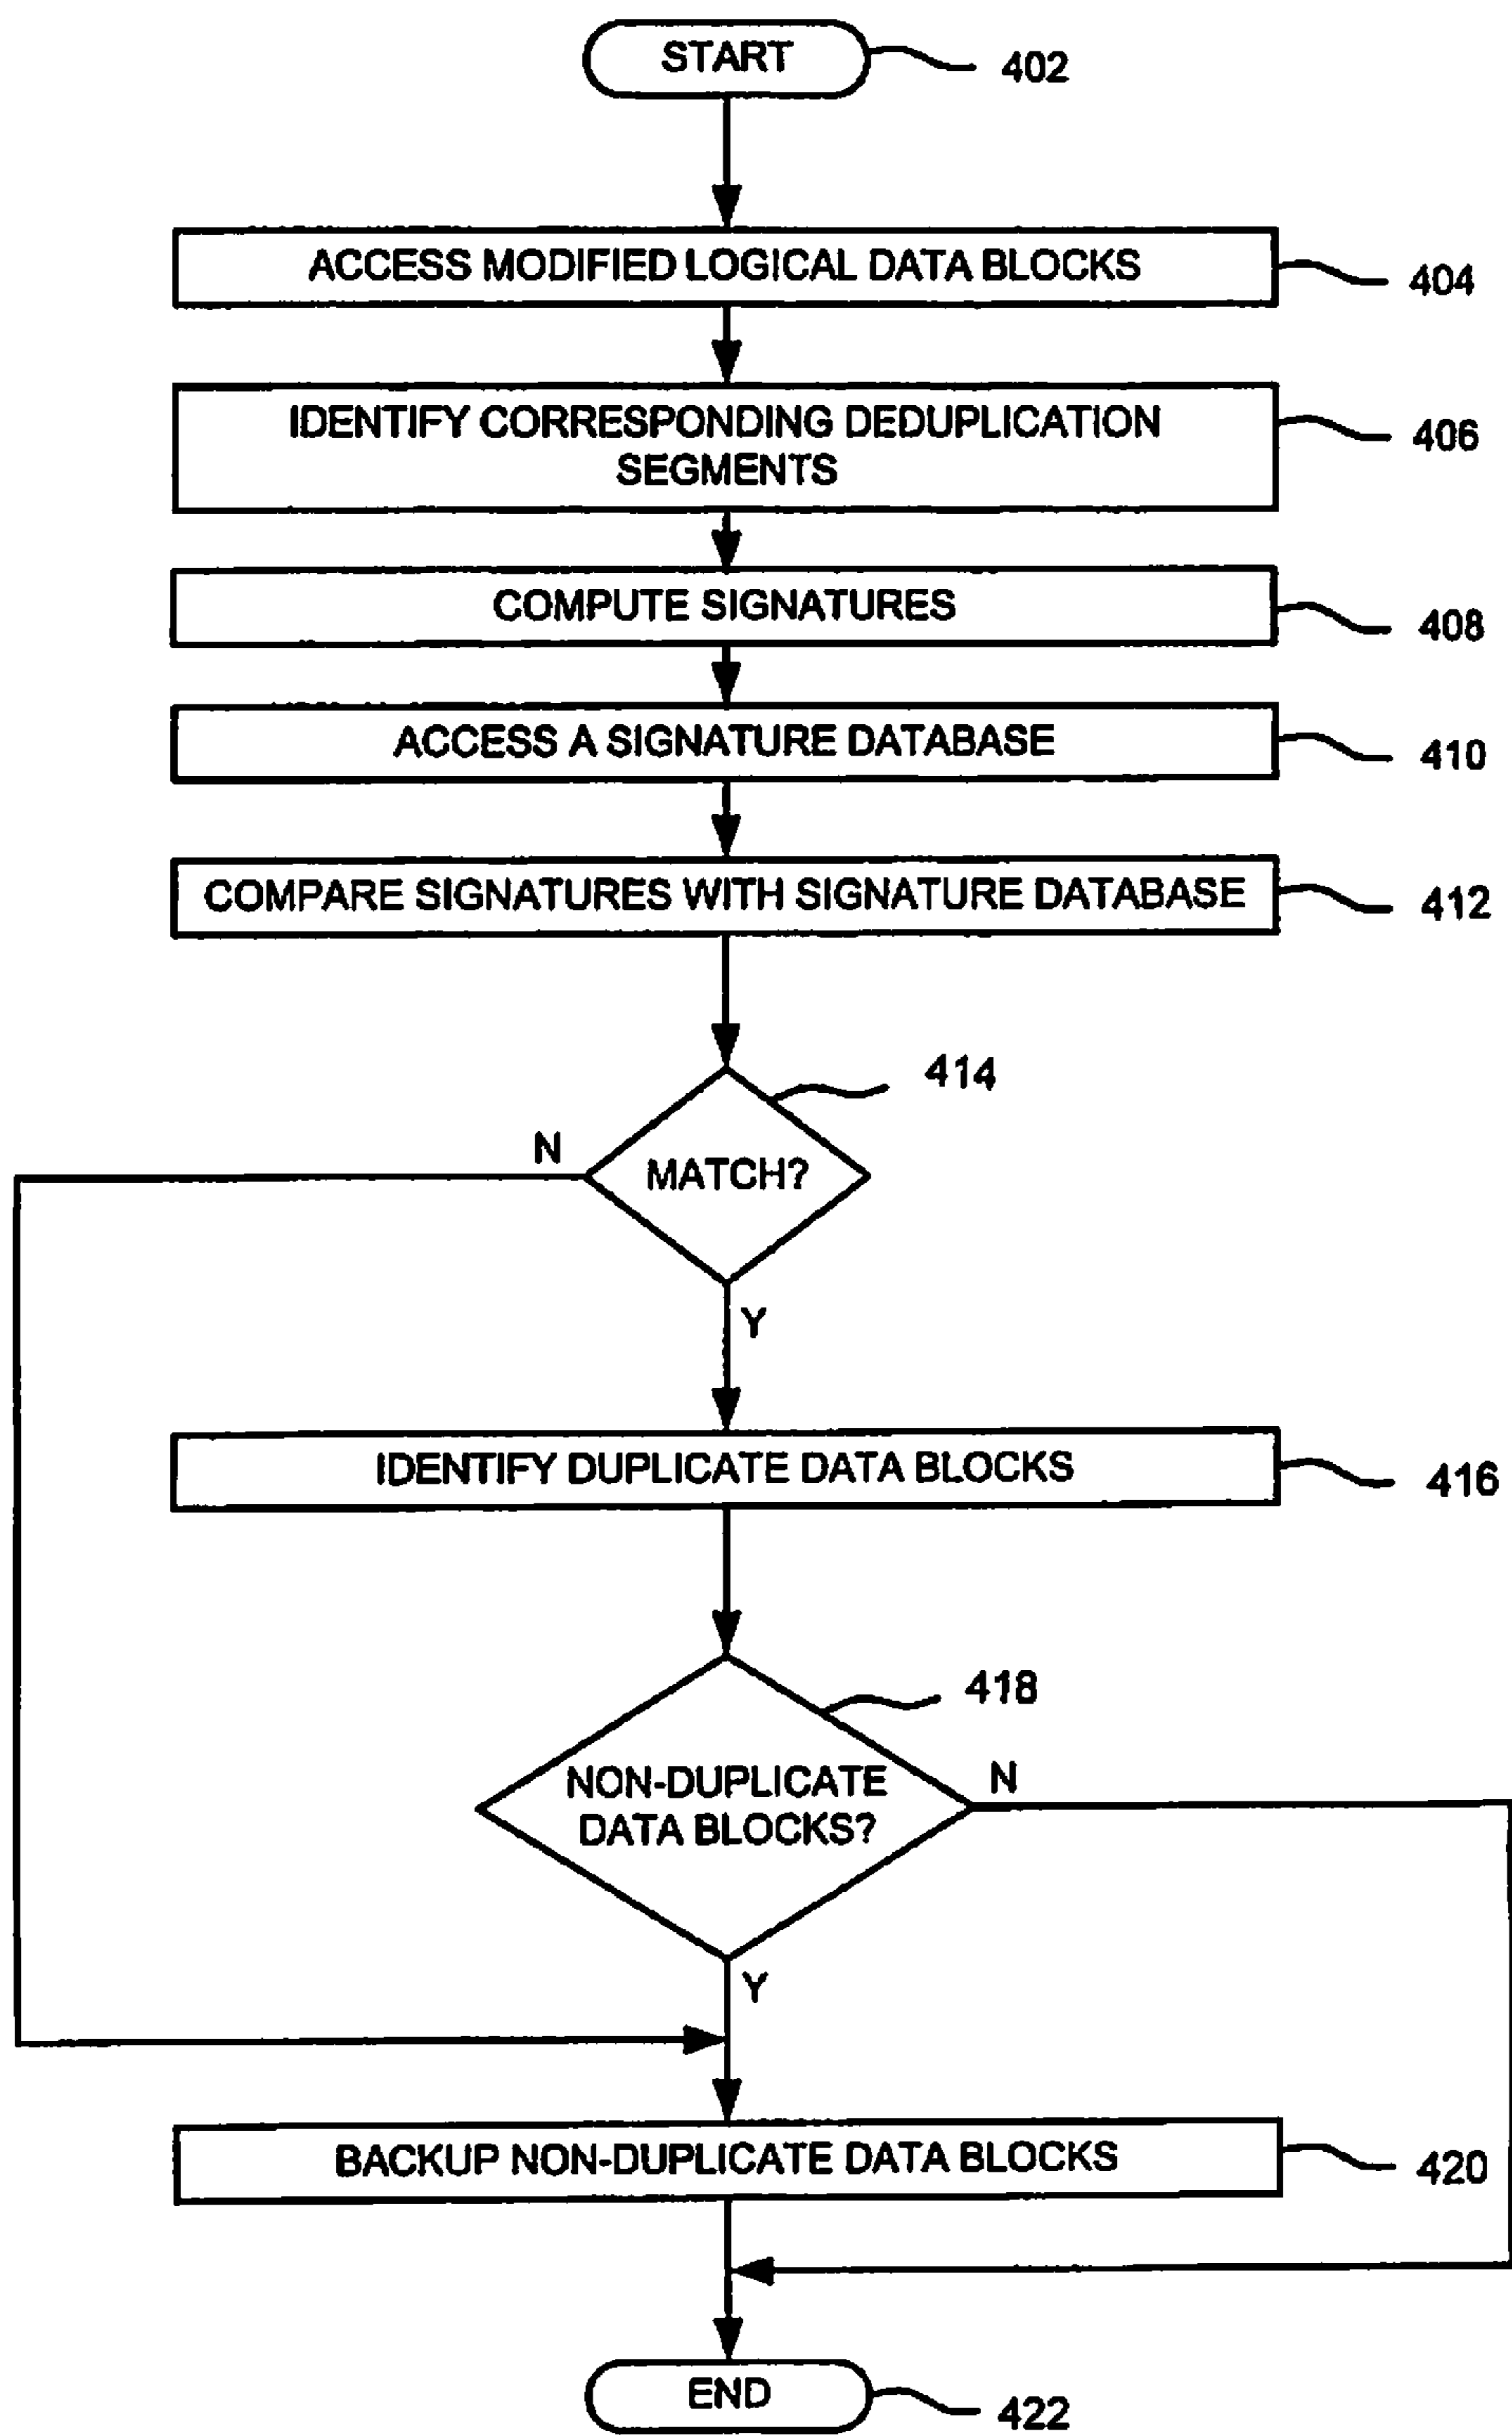 START
402
ACCESS MODIFIED LOGICAL DATA BLOCKS
404
IDENTIFY CORRESPONDING DEDUPLICATION
SEGMENTS
406
COMPUTE SIGNATURES
408
ACCESS A SIGNATURE DATABASE
410
COMPARE SIGNATURES WITH SIGNATURE DATABASE
412
414
N
MATCH?
Y
IDENTIFY DUPLICATE DATA BLOCKS
416
418
NON-DUPLICATE
DATA BLOCKS?
N
Y
BACKUP NON-DUPLICATE DATA BLOCKS
420
END
422